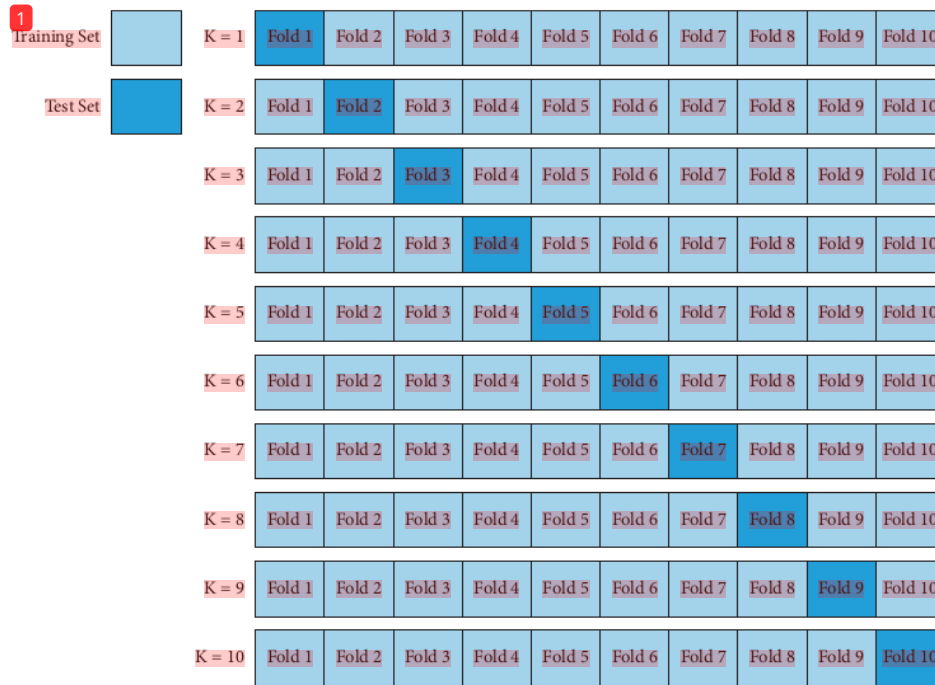 1
Training Set K = 1 Fold 1 Fold 2 Fold 3 Fold 4 Fold 5 Fold 6 Fold 7 Fold 8 Fold 9 Fold 10
Test Set K = 2 Fold 1 Fold 2 Fold 3 Fold 4 Fold 5 Fold 6 Fold 7 Fold 8 Fold 9 Fold 10
K = 3 Fold 1 Fold 2 Fold 3 Fold 4 Fold 5 Fold 6 Fold 7 Fold 8 Fold 9 Fold 10
K = 4 Fold 1 Fold 2 Fold 3 Fold 4 Fold 5 Fold 6 Fold 7 Fold 8 Fold 9 Fold 10
K = 5 Fold 1 Fold 2 Fold 3 Fold 4 Fold 5 Fold 6 Fold 7 Fold 8 Fold 9 Fold 10
K = 6 Fold 1 Fold 2 Fold 3 Fold 4 Fold 5 Fold 6 Fold 7 Fold 8 Fold 9 Fold 10
K = 7 Fold 1 Fold 2 Fold 3 Fold 4 Fold 5 Fold 6 Fold 7 Fold 8 Fold 9 Fold 10
K = 8 Fold 1 Fold 2 Fold 3 Fold 4 Fold 5 Fold 6 Fold 7 Fold 8 Fold 9 Fold 10
K = 9 Fold 1 Fold 2 Fold 3 Fold 4 Fold 5 Fold 6 Fold 7 Fold 8 Fold 9 Fold 10
K = 10 Fold 1 Fold 2 Fold 3 Fold 4 Fold 5 Fold 6 Fold 7 Fold 8 Fold 9 Fold 10